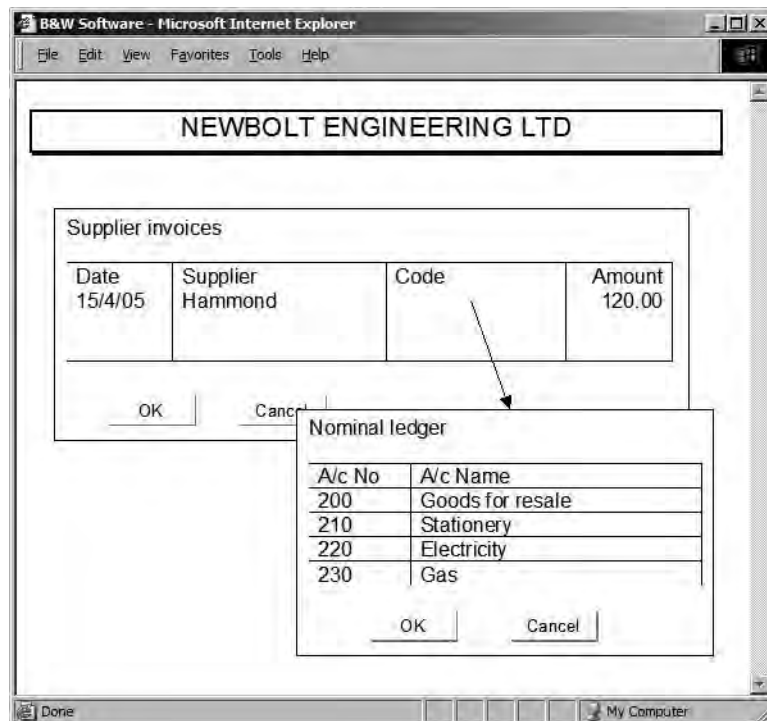 B&W Software - Microsoft Internet Explorer
File Edit View Favorites Tools Help
NEWBOLT ENGINEERING LTD
Supplier invoices
Date Supplier Code Amount
15/4/05 Hammond 120.00
OK Cancel
Nominal ledger
A/c No A/c Name
200 Goods for resale
210 Stationery
220 Electricity
230 Gas
OK Cancel
Done My Computer